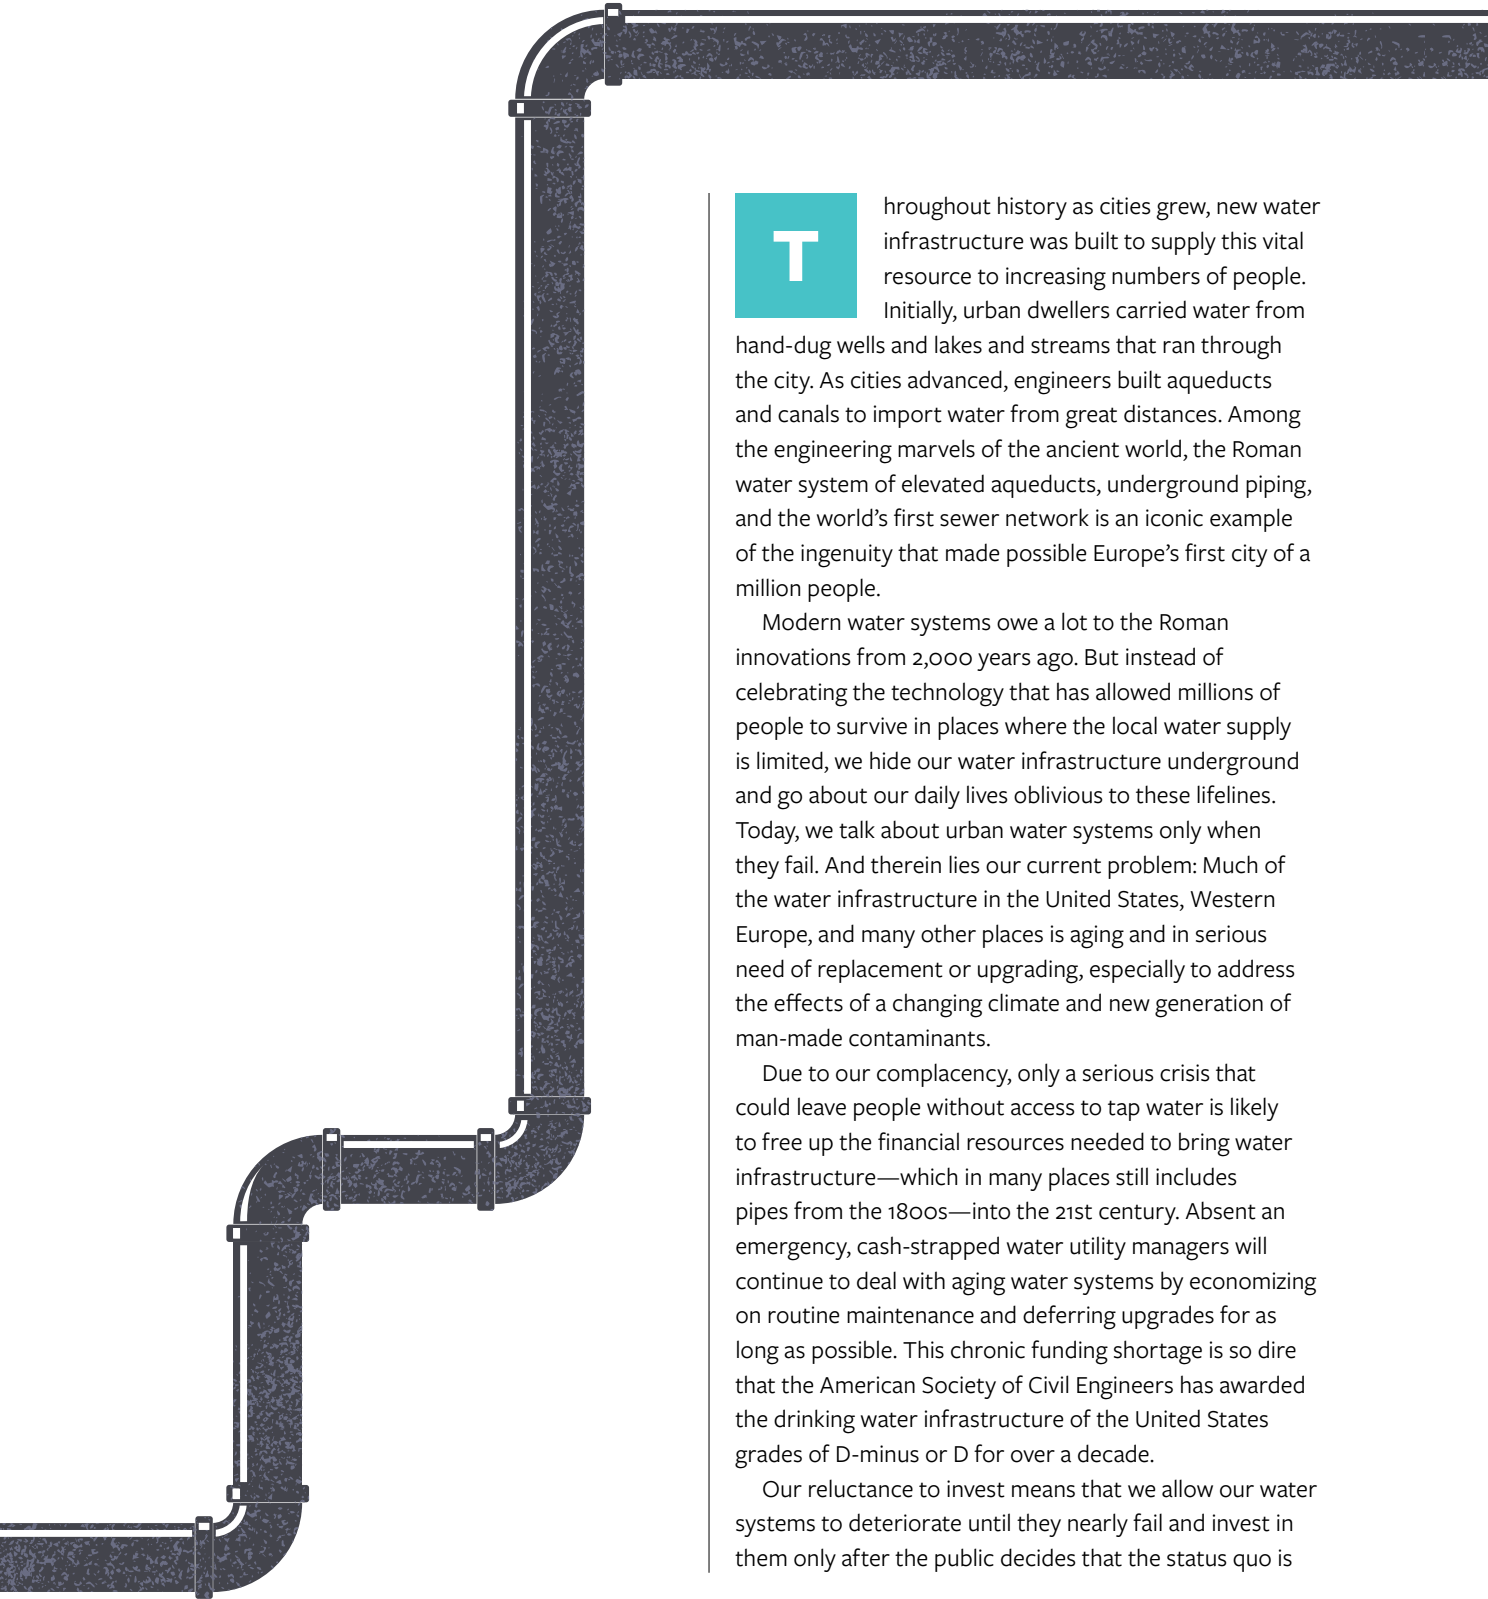 Throughout history as cities grew, new water
infrastructure was built to supply this vital
resource to increasing numbers of people.
Initially, urban dwellers carried water from
hand-dug wells and lakes and streams that ran through
the city. As cities advanced, engineers built aqueducts
and canals to import water from great distances. Among
the engineering marvels of the ancient world, the Roman
water system of elevated aqueducts, underground piping,
and the world’s first sewer network is an iconic example
of the ingenuity that made possible Europe’s first city of a
million people.
Modern water systems owe a lot to the Roman
innovations from 2,000 years ago. But instead of
celebrating the technology that has allowed millions of
people to survive in places where the local water supply
is limited, we hide our water infrastructure underground
and go about our daily lives oblivious to these lifelines.
Today, we talk about urban water systems only when
they fail. And therein lies our current problem: Much of
the water infrastructure in the United States, Western
Europe, and many other places is aging and in serious
need of replacement or upgrading, especially to address
the effects of a changing climate and new generation of
man-made contaminants.
Due to our complacency, only a serious crisis that
could leave people without access to tap water is likely
to free up the financial resources needed to bring water
infrastructure—which in many places still includes
pipes from the 1800s—into the 21st century. Absent an
emergency, cash-strapped water utility managers will
continue to deal with aging water systems by economizing
on routine maintenance and deferring upgrades for as
long as possible. This chronic funding shortage is so dire
that the American Society of Civil Engineers has awarded
the drinking water infrastructure of the United States
grades of D-minus or D for over a decade.
Our reluctance to invest means that we allow our water
systems to deteriorate until they nearly fail and invest in
them only after the public decides that the status quo is